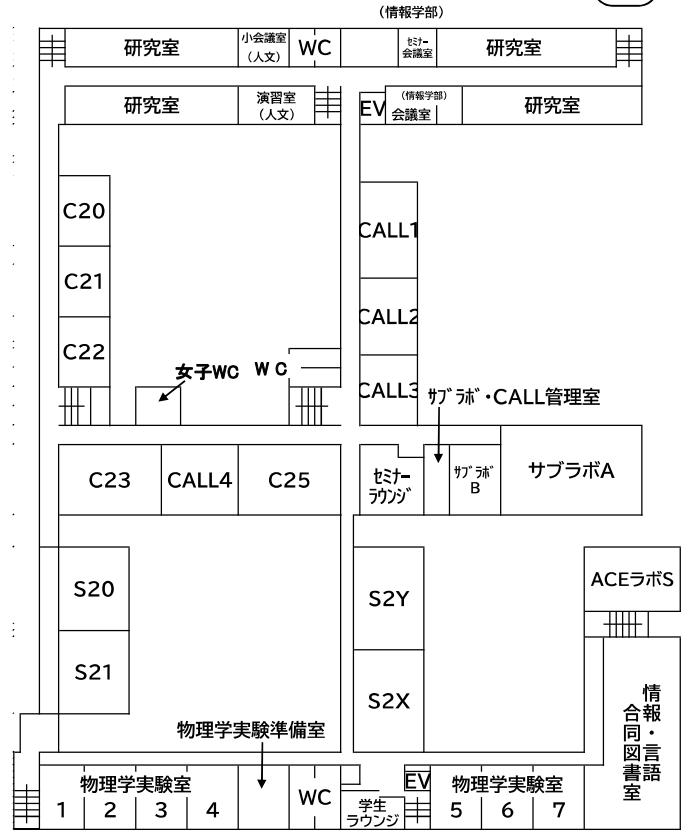 （情報学部）
研究室
小会議室
（人文）
WC
ｾﾐﾅｰ
会議室
研究室
研究室
演習室
（人文）
EV
（情報学部）
会議室
研究室
C20
CALL1
C21
CALL2
C22
女子WC
ＷＣ
CALL3
ｻﾌﾞﾗﾎﾞ・CALL管理室
C23
CALL4
C25
ｾﾐﾅｰ
ﾗｳﾝｼﾞ
ｻﾌﾞﾗﾎﾞ
B
サブラボA
S20
S2Y
ACEラボS
S21
S2X
情報・言語
合同図書室
物理学実験準備室
物理学実験室
1
2
3
4
WC
学生
ラウンジ
EV
物理学実験室
5
6
7